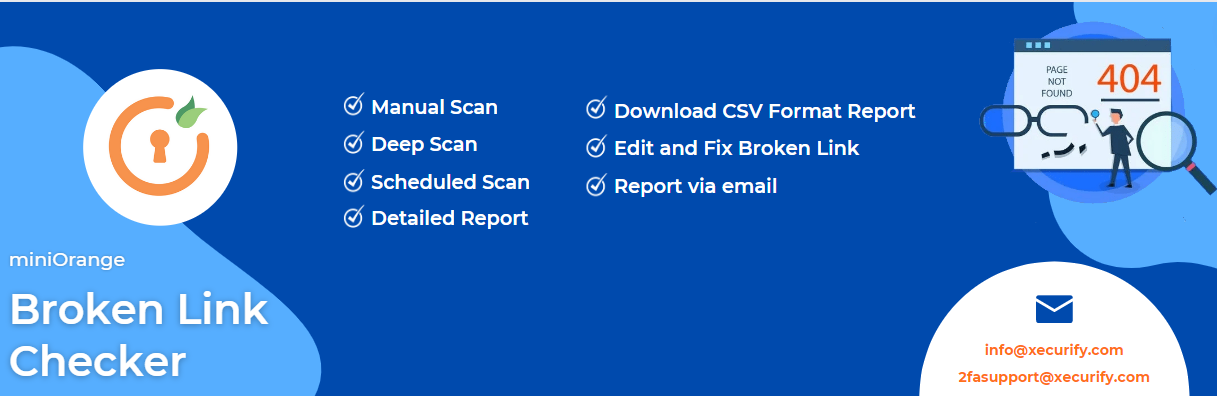 miniOrange
Broken Link
Checker
Manual Scan
Deep Scan
Scheduled Scan
Detailed Report
Download CSV Format Report
Edit and Fix Broken Link
Report via email
PAGE
NOT
FOUND
404
info@xecurify.com
2fasupport@xecurify.com